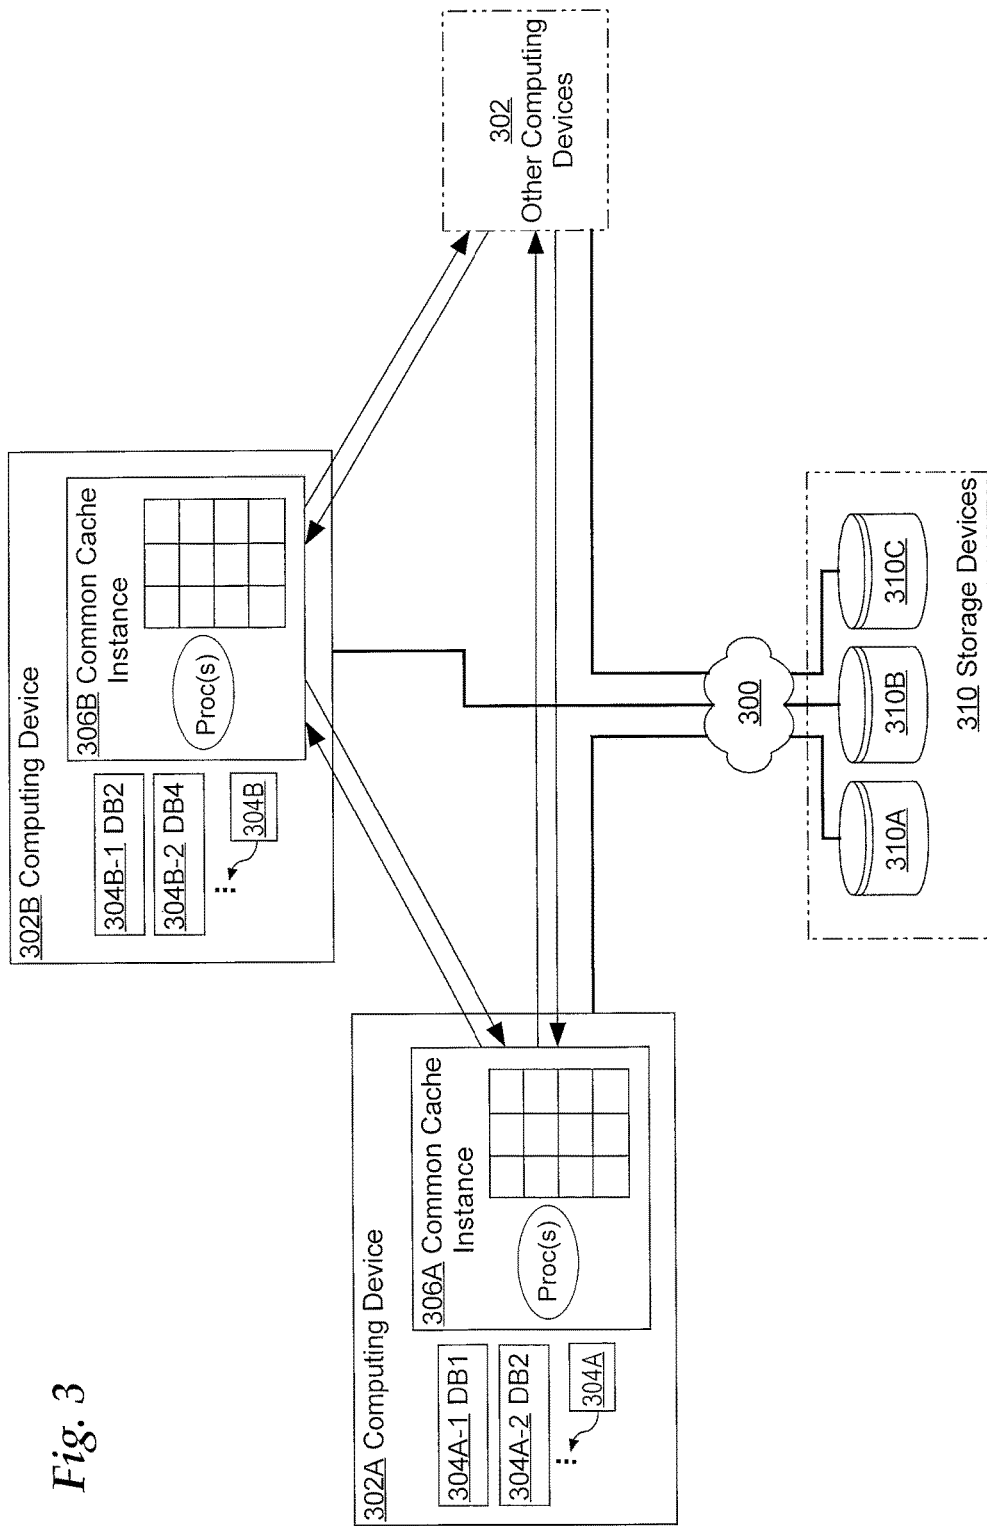 Fig. 3
302A Computing Device
304A-1 DB1
304A-2 DB2
304A
306A Common Cache
Instance
Proc(s)
302B Computing Device
304B-1 DB2
304B-2 DB4
304B
306B Common Cache
Instance
Proc(s)
302
Other Computing
Devices
300
310A
310B
310C
310 Storage Devices